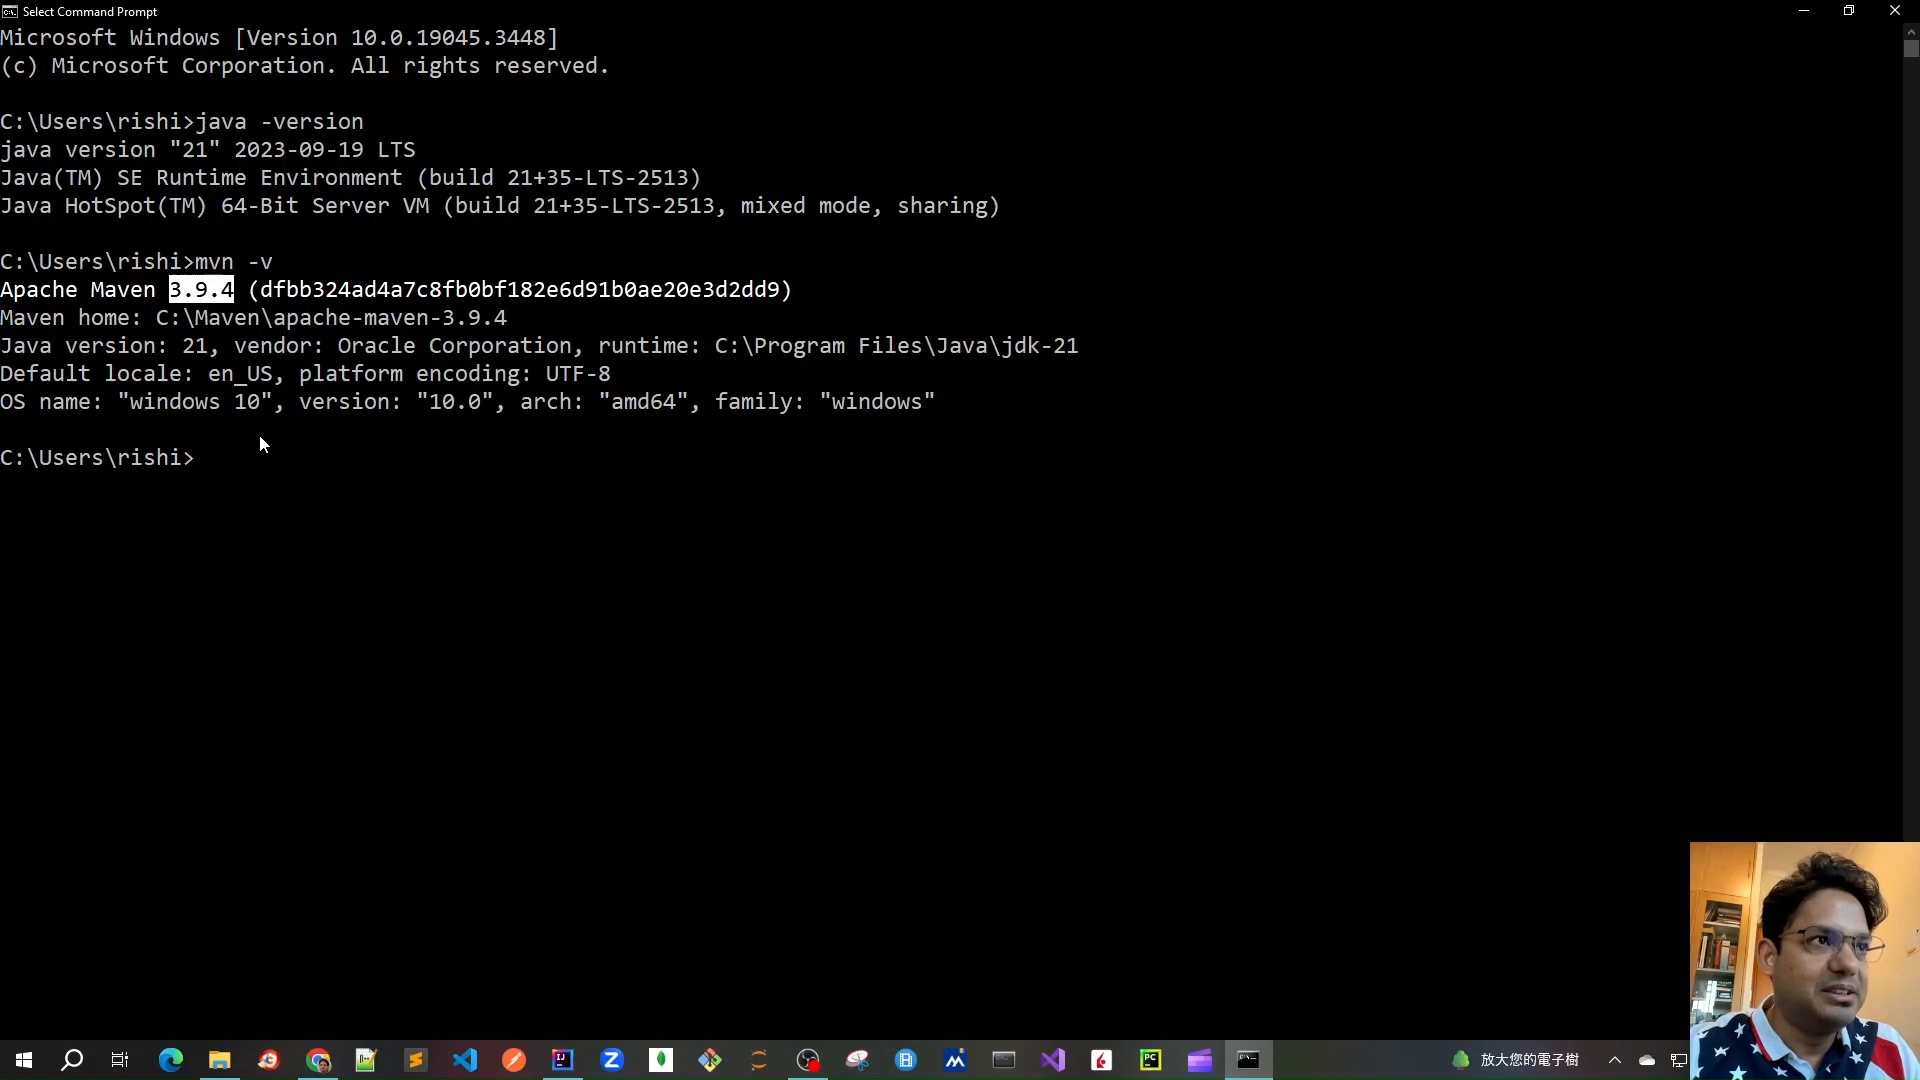 Select Command Prompt
Microsoft Windows [Version 10.0.19045.3448]
(c) Microsoft Corporation. All rights reserved.
C:\Users\rishi>java -version
java version "21" 2023-09-19 LTS
Java(TM) SE Runtime Environment (build 21+35-LTS-2513)
Java HotSpot(TM) 64-Bit Server VM (build 21+35-LTS-2513, mixed mode, sharing)
C:\Users\rishi>mvn -v
Apache Maven 3.9.4 (dfbb324ad4a7c8fb0bf182e6d91b0ae20e3d2dd9)
Maven home: C:\Maven\apache-maven-3.9.4
Java version: 21, vendor: Oracle Corporation, runtime: C:\Program Files\Java\jdk-21
Default locale: en_US, platform encoding: UTF-8
OS name: "windows 10", version: "10.0", arch: "amd64", family: "windows"
C:\Users\rishi>
放大您的電子樹